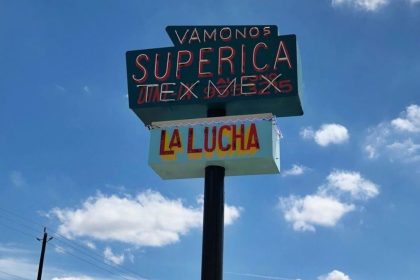 VAMONOS
SUPERICA
TEX MEX
LA LUCHA